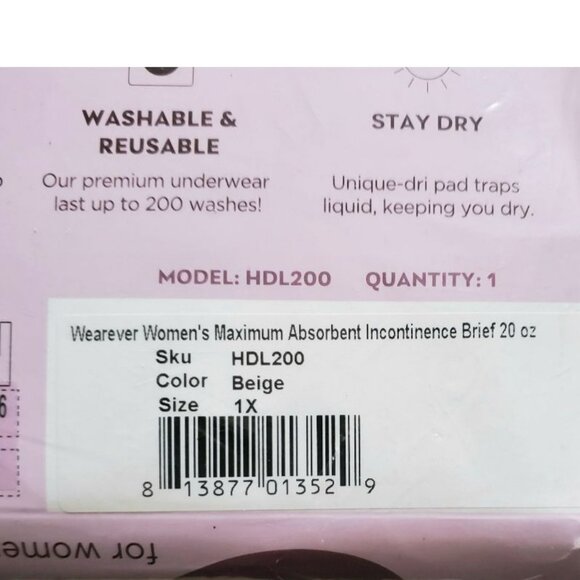 WASHABLE &
REUSABLE
Our premium underwear
last up to 200 washes!
STAY DRY
Unique-dri pad traps
liquid, keeping you dry.
MODEL: HDL200 QUANTITY: 1
Wearever Women's Maximum Absorbent Incontinence Brief 20 oz
Sku HDL200
Color Beige
Size 1X
8 13877 01352 9
6
for women